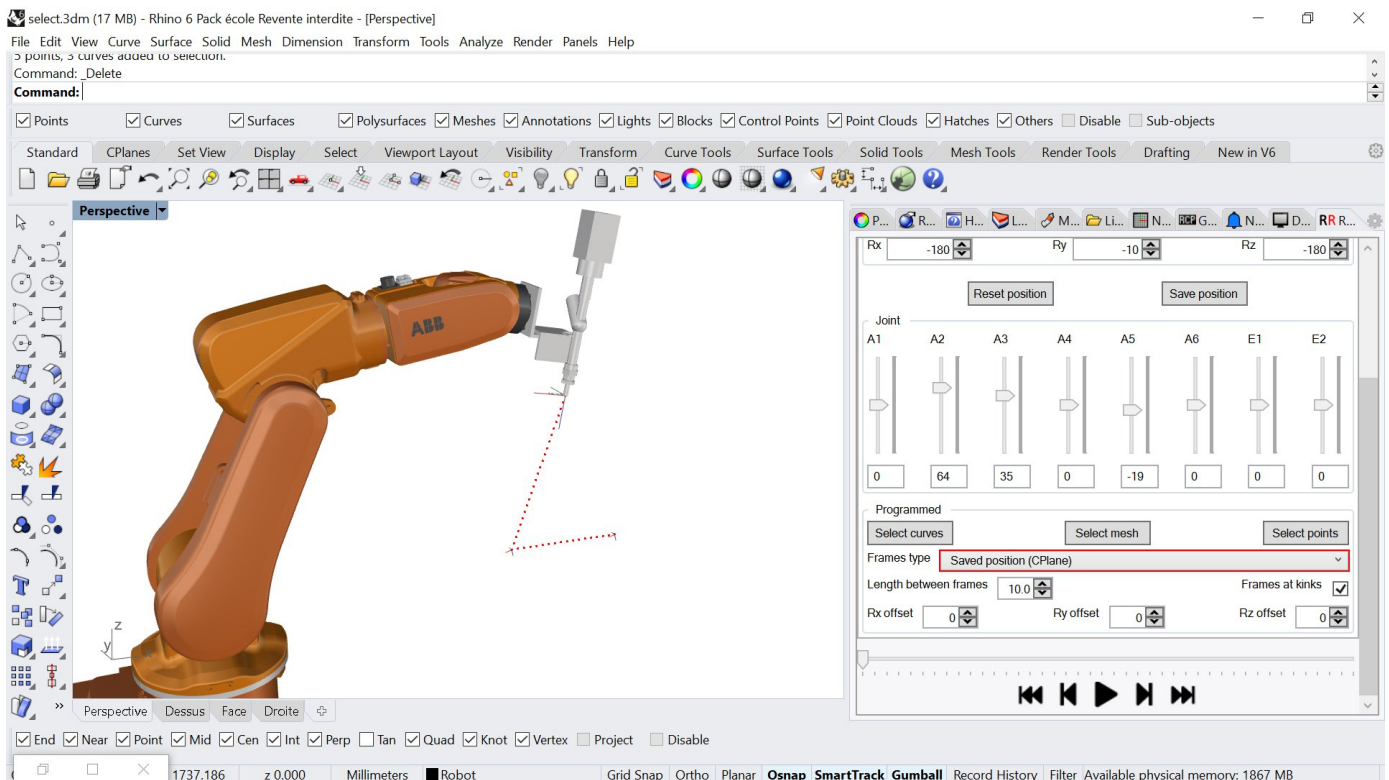 select.3dm (17 MB) - Rhino 6 Pack école Revente interdite - [Perspective]
File Edit View Curve Surface Solid Mesh Dimension Transform Tools Analyze Render Panels Help
5 points, 3 curves added to selection.
Command: _Delete
Command:
Points Curves Surfaces Polysurfaces Meshes Annotations Lights Blocks Control Points Point Clouds Hatches Others Disable Sub-objects
Standard CPlanes Set View Display Select Viewport Layout Visibility Transform Curve Tools Surface Tools Solid Tools Mesh Tools Render Tools Drafting New in V6
Perspective
P... R... H... L... M... Li... N... RCP G... N... D... RR R...
Rx -180 Ry -10 Rz -180
Reset position Save position
Joint
A1 A2 A3 A4 A5 A6 E1 E2
0 64 35 0 -19 0 0 0
Programmed
Select curves Select mesh Select points
Frames type Saved position (CPlane)
Length between frames 10.0 Frames at kinks
Rx offset 0 Ry offset 0 Rz offset 0
ABB
z
y
Perspective Dessus Face Droite
End Near Point Mid Cen Int Perp Tan Quad Knot Vertex Project Disable
1737.186 z 0.000 Millimeters Robot Grid Snap Ortho Planar Osnap SmartTrack Gumball Record History Filter Available physical memory: 1867 MB